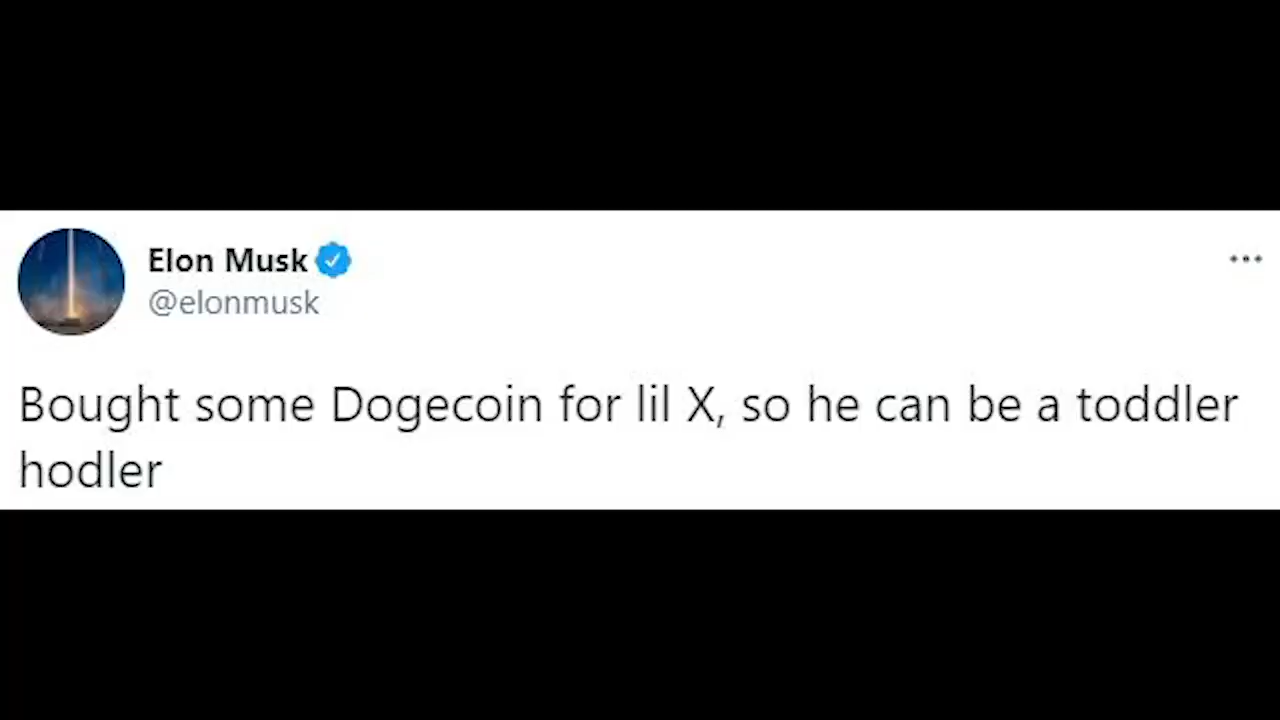 Elon Musk
@elonmusk
Bought some Dogecoin for lil X, so he can be a toddler
hodler